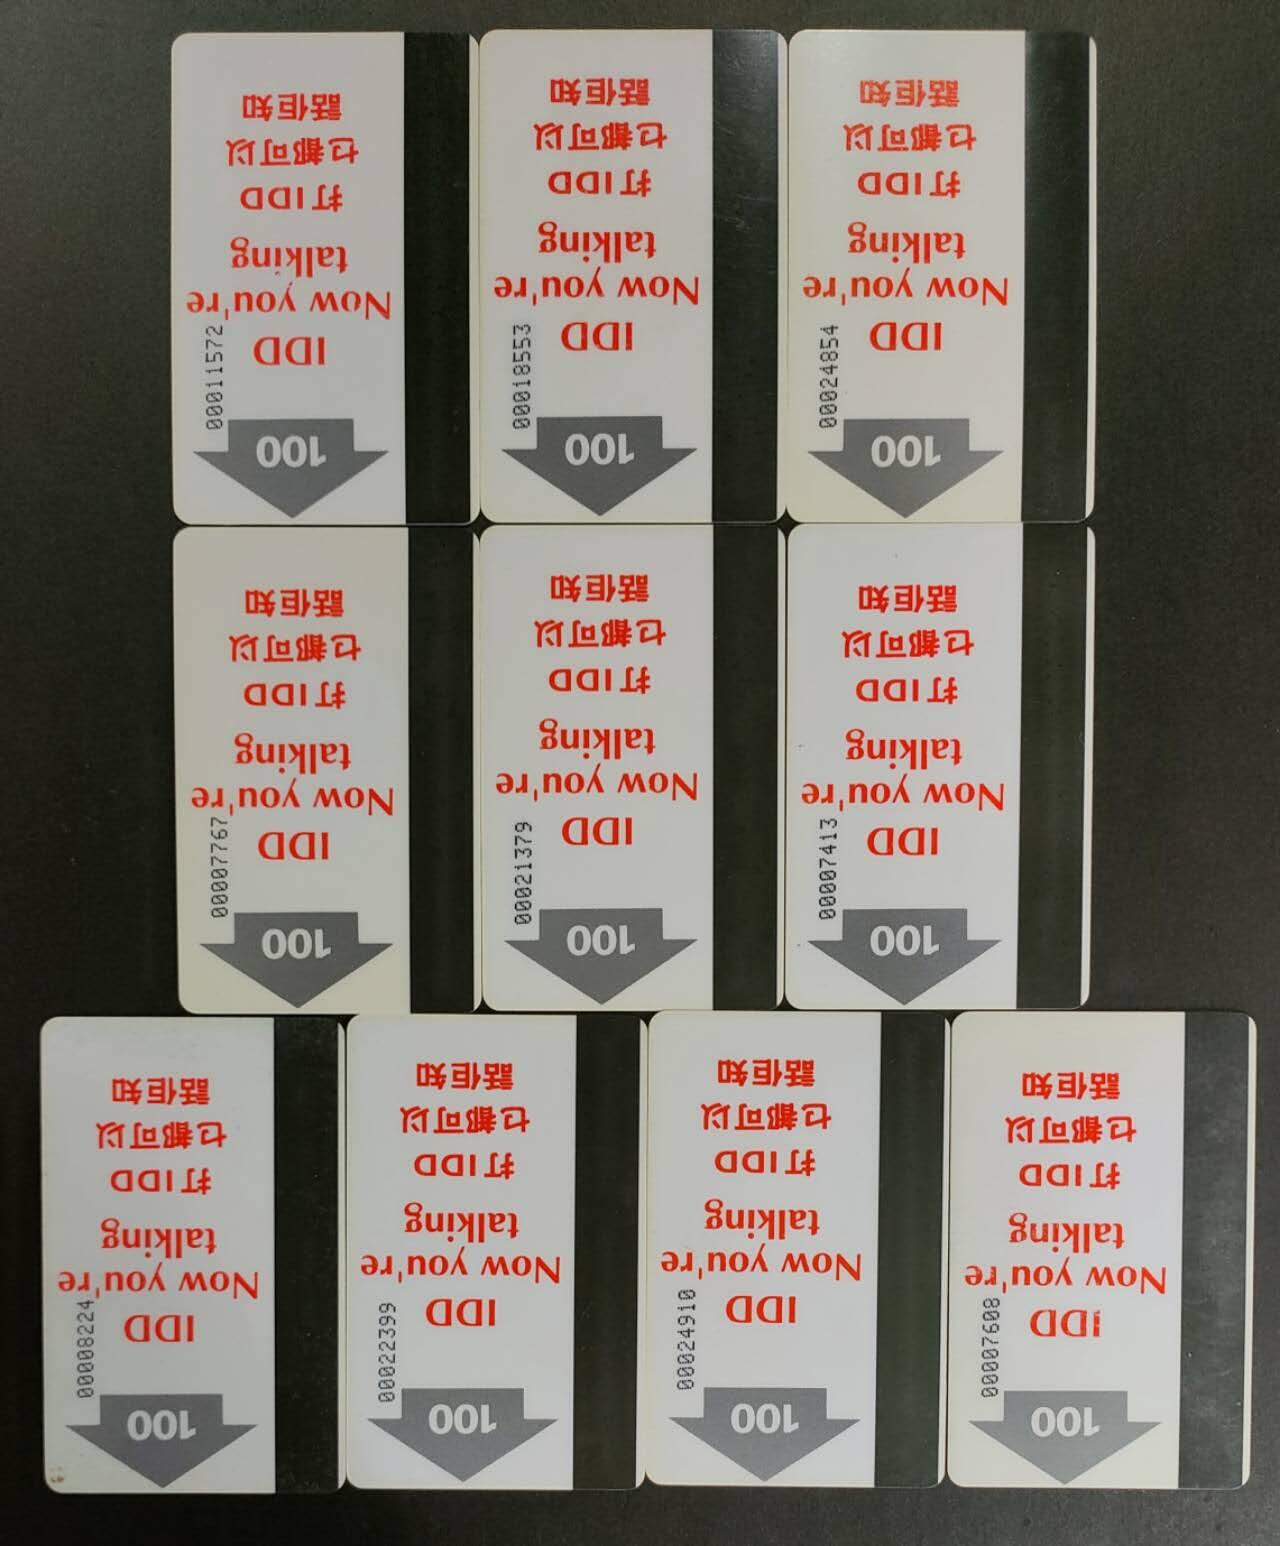 100
IDD
Now you're
talking
打IDD
乜都可以
話佢知
00011572
100
IDD
Now you're
talking
打IDD
乜都可以
話佢知
00018553
100
IDD
Now you're
talking
打IDD
乜都可以
話佢知
00024854
100
IDD
Now you're
talking
打IDD
乜都可以
話佢知
00007767
100
IDD
Now you're
talking
打IDD
乜都可以
話佢知
00021379
100
IDD
Now you're
talking
打IDD
乜都可以
話佢知
00007413
100
IDD
Now you're
talking
打IDD
乜都可以
話佢知
00008224
100
IDD
Now you're
talking
打IDD
乜都可以
話佢知
00022399
100
IDD
Now you're
talking
打IDD
乜都可以
話佢知
00024910
100
IDD
Now you're
talking
打IDD
乜都可以
話佢知
00007608